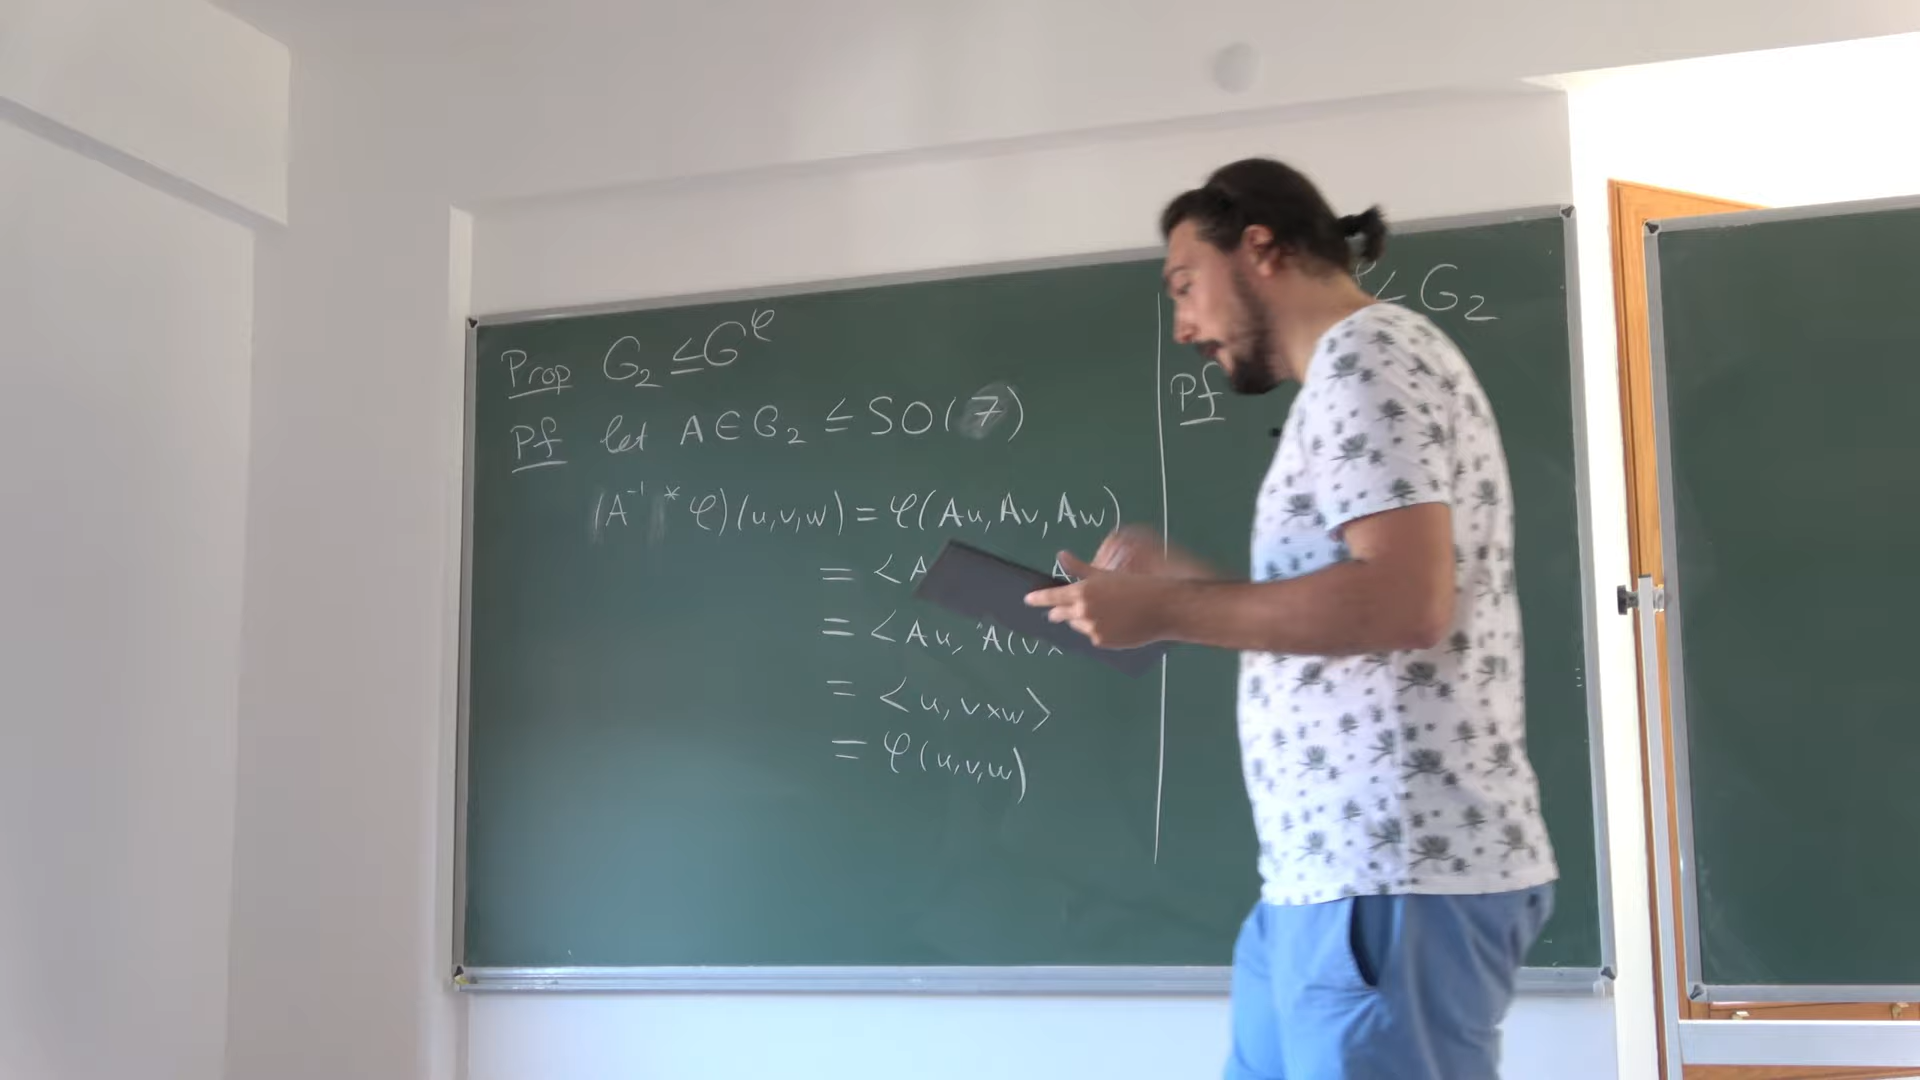 Prop G₂ ≤ G^φ
Pf let A ∈ G₂ ≤ SO(7)
(A⁻¹ * φ)(u,v,w) = φ(Au, Av, Aw)
= <A
= <Au, A(v×
= <u, v×w>
= φ(u,v,w)
≤ G₂
Pf